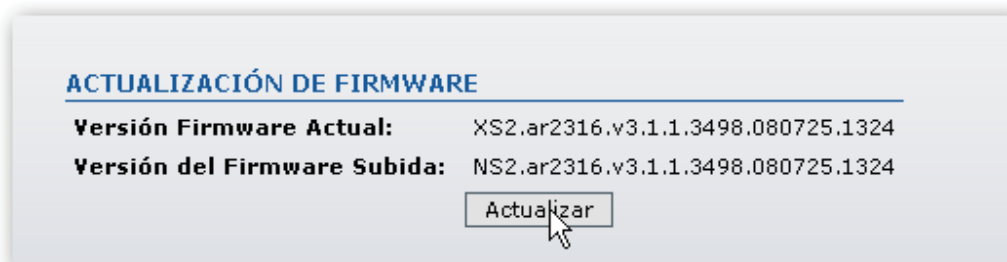 ACTUALIZACIÓN DE FIRMWARE
Versión Firmware Actual: XS2.ar2316.v3.1.1.3498.080725.1324
Versión del Firmware Subida: NS2.ar2316.v3.1.1.3498.080725.1324
Actualizar